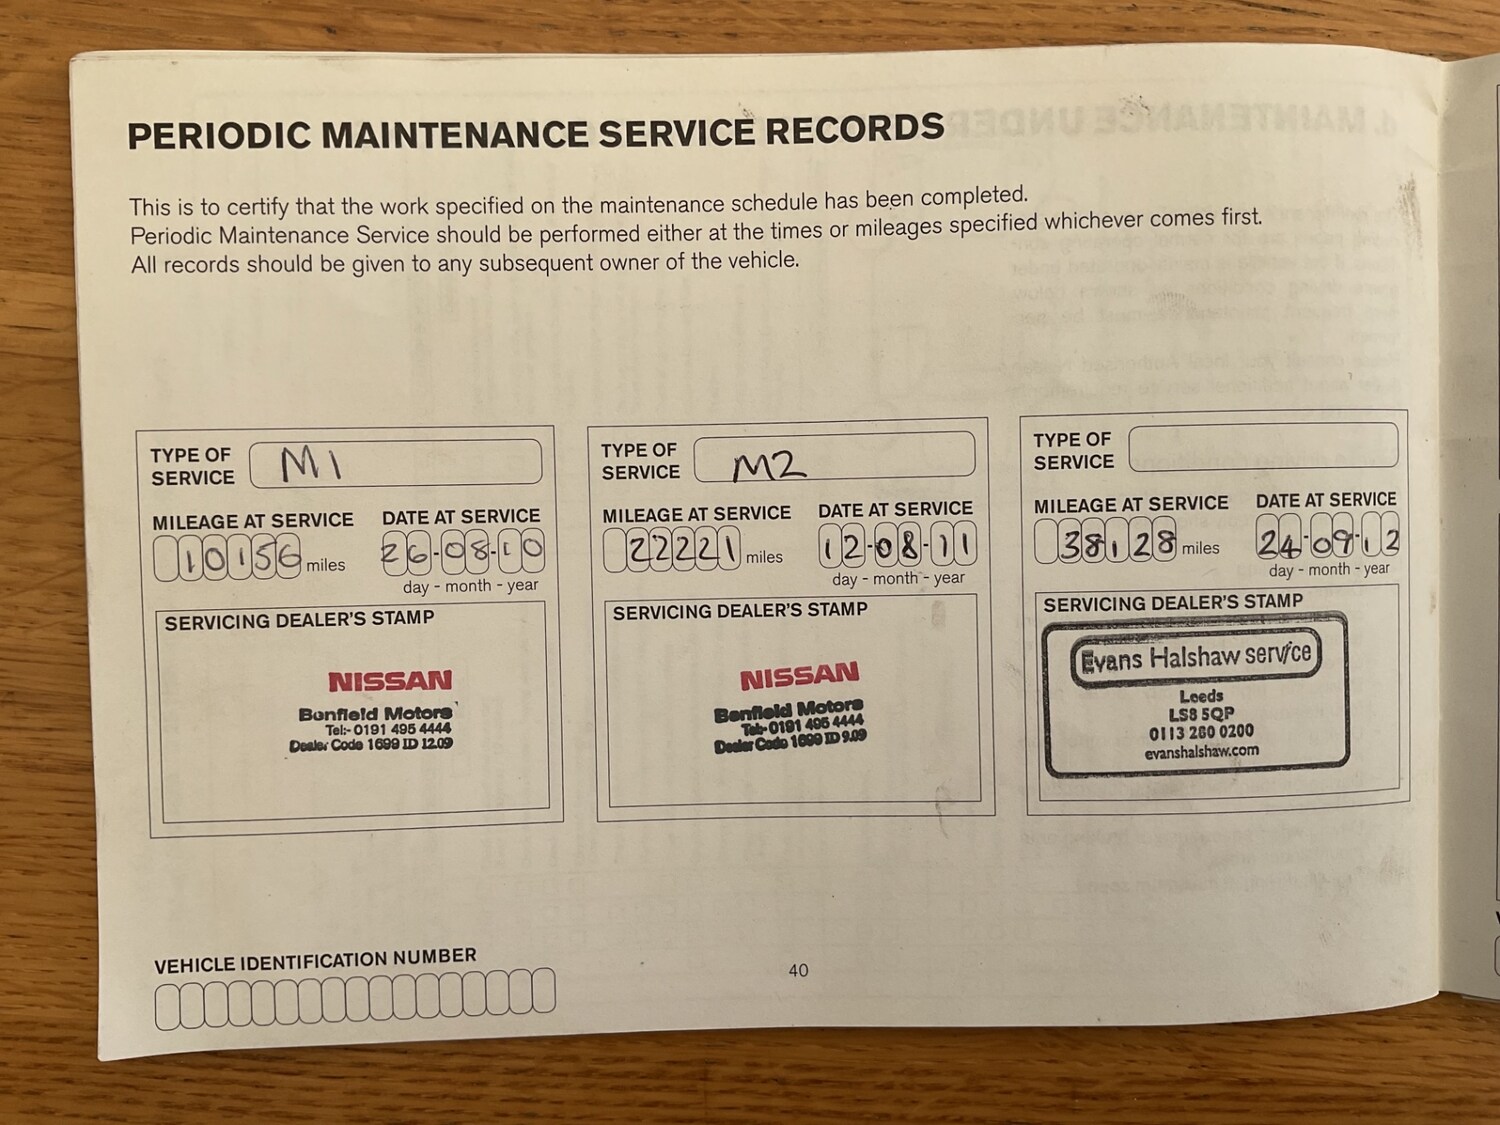 PERIODIC MAINTENANCE SERVICE RECORDS
This is to certify that the work specified on the maintenance schedule has been completed.
Periodic Maintenance Service should be performed either at the times or mileages specified whichever comes first.
All records should be given to any subsequent owner of the vehicle.
TYPE OF SERVICE M1
MILEAGE AT SERVICE DATE AT SERVICE
10156 miles 26-08-10
day - month - year
SERVICING DEALER'S STAMP
NISSAN
Benfield Motors
Tel:- 0191 495 4444
Dealer Code 1699 ID 12.09
TYPE OF SERVICE M2
MILEAGE AT SERVICE DATE AT SERVICE
22221 miles 12-08-11
day - month - year
SERVICING DEALER'S STAMP
NISSAN
Benfield Motors
Tel:- 0191 495 4444
Dealer Code 1699 ID 9.09
TYPE OF SERVICE
MILEAGE AT SERVICE DATE AT SERVICE
38128 miles 24-09-12
day - month - year
SERVICING DEALER'S STAMP
Evans Halshaw service
Leeds
LS8 5QP
0113 280 0200
evanshalshaw.com
VEHICLE IDENTIFICATION NUMBER
40